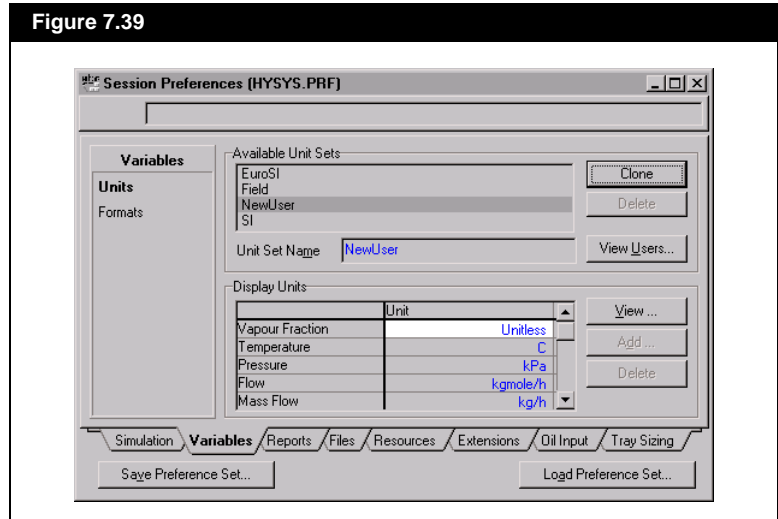 Figure 7.39
Session Preferences (HYSYS.PRF)
Variables
Units
Formats
Available Unit Sets
EuroSI
Field
NewUser
SI
Unit Set Name NewUser
Clone
Delete
View Users...
Display Units
Unit
Vapour Fraction Unitless
Temperature C
Pressure kPa
Flow kgmole/h
Mass Flow kg/h
View ...
Add ...
Delete
Simulation Variables Reports Files Resources Extensions Oil Input Tray Sizing
Save Preference Set... Load Preference Set...